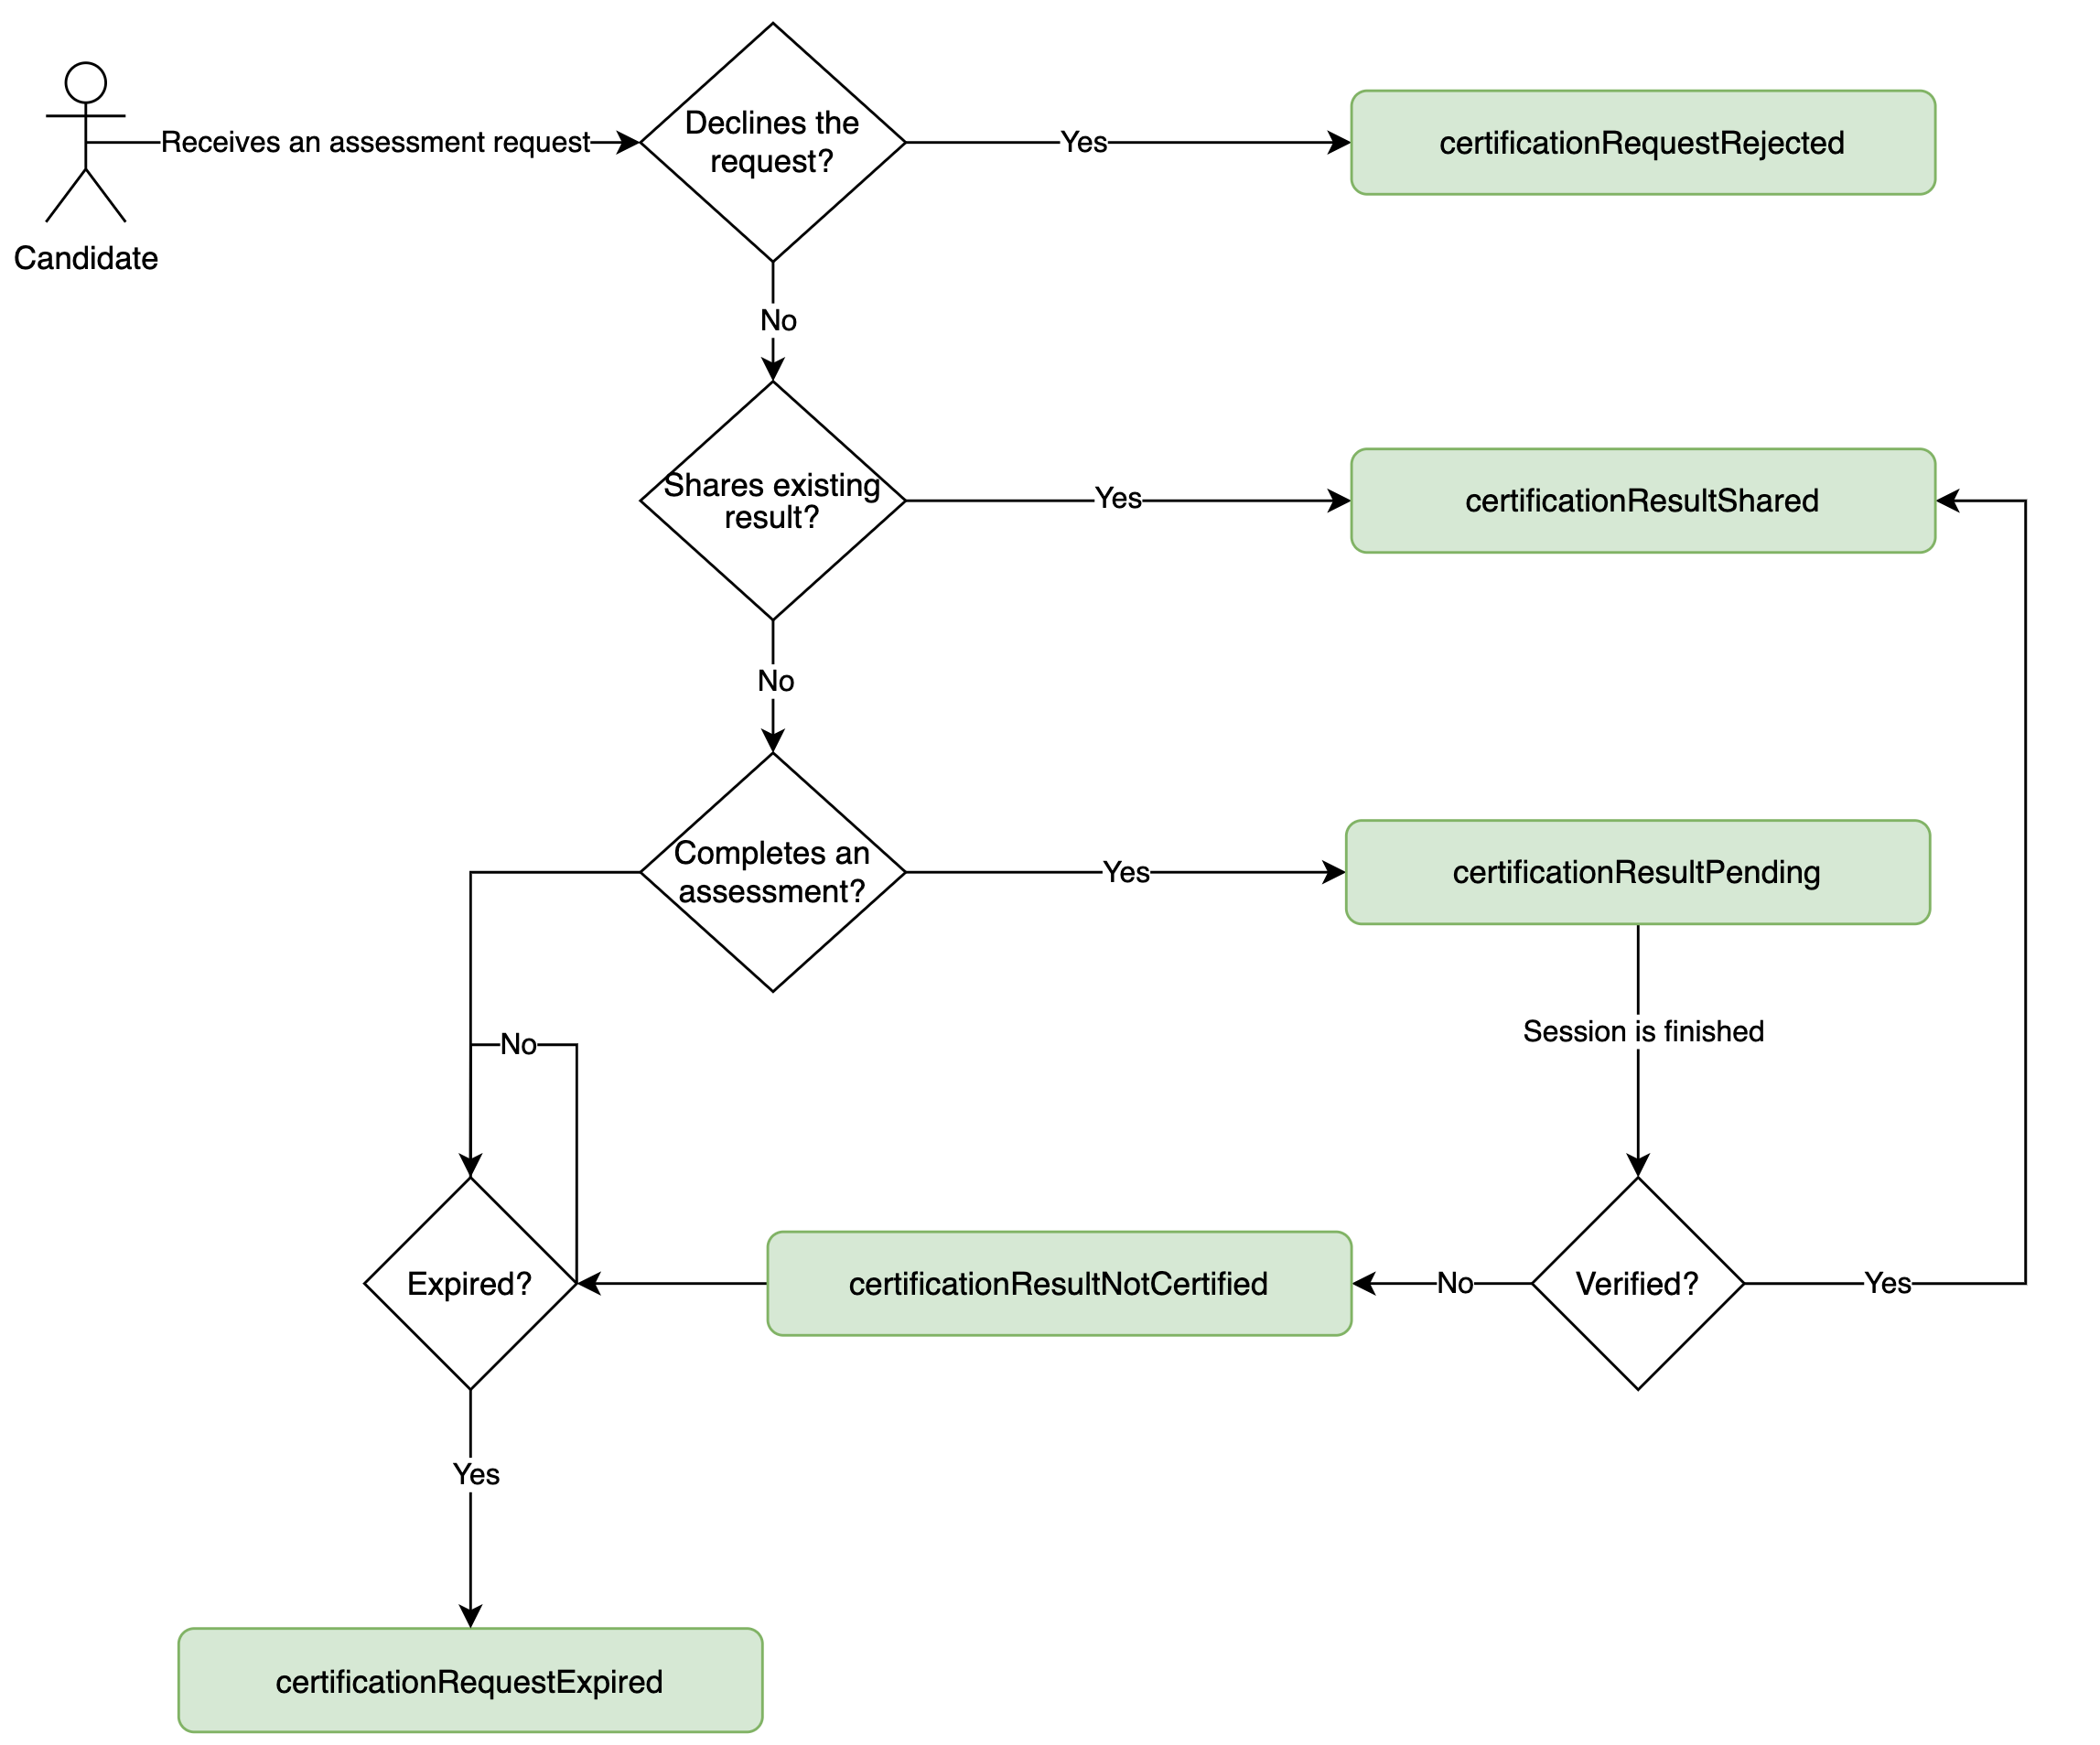 Declines the
request?
Receives an assessment request
Yes
certificationRequestRejected
Candidate
No
Shares existing
result?
Yes
certificationResultShared
No
Completes an
assessment?
Yes
certificationResultPending
Session is finished
No
Expired?
certificationResultNotCertified
No
Verified?
Yes
Yes
certificationRequestExpired